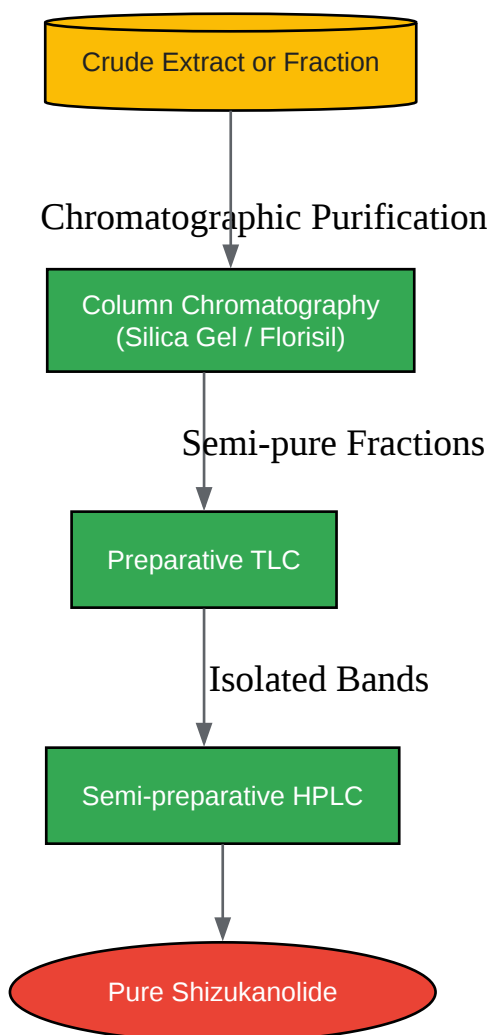 Crude Extract or Fraction
Chromatographic Purification
Column Chromatography
(Silica Gel / Florisil)
Semi-pure Fractions
Preparative TLC
Isolated Bands
Semi-preparative HPLC
Pure Shizukanolide